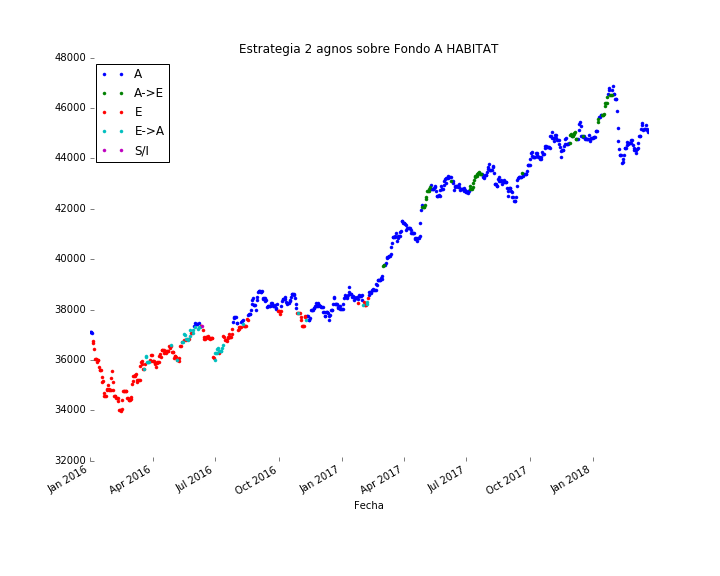 Estrategia 2 agnos sobre Fondo A HABITAT
48000
46000
44000
42000
40000
38000
36000
34000
32000
A
A->E
E
E->A
S/I
Jan 2016
Apr 2016
Jul 2016
Oct 2016
Jan 2017
Apr 2017
Jul 2017
Oct 2017
Jan 2018
Fecha